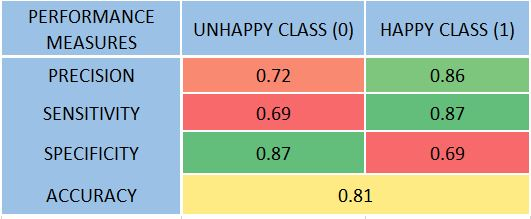 PERFORMANCE MEASURES UNHAPPY CLASS (0) HAPPY CLASS (1)
PRECISION 0.72 0.86
SENSITIVITY 0.69 0.87
SPECIFICITY 0.87 0.69
ACCURACY 0.81